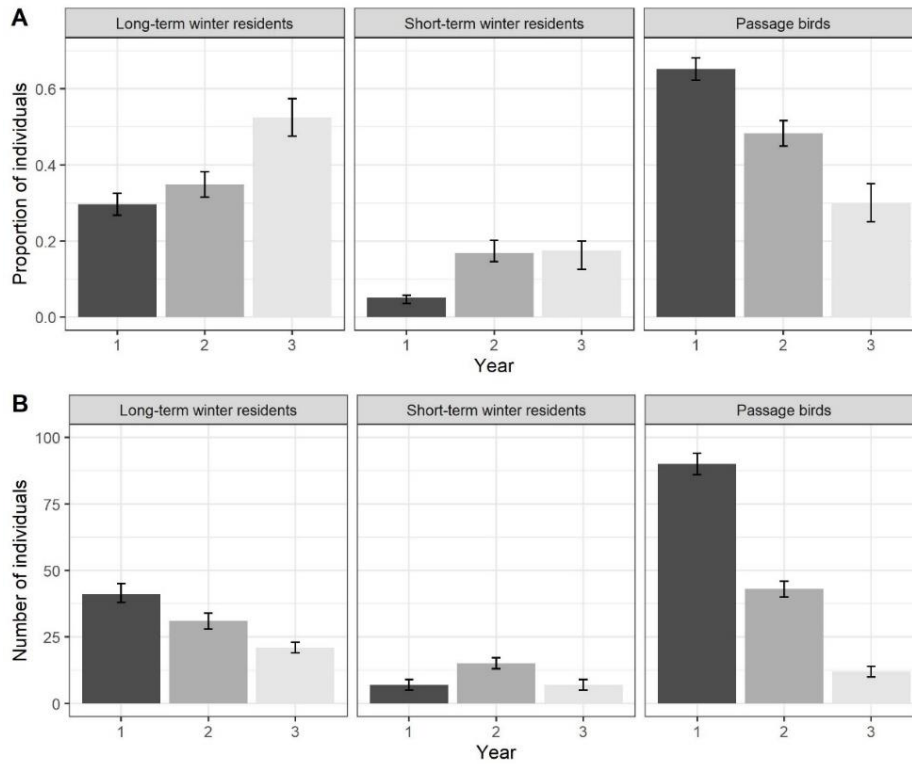 A
Long-term winter residents
Short-term winter residents
Passage birds
Proportion of individuals
0.6
0.4
0.2
0.0
1 2 3
1 2 3
1 2 3
Year
B
Long-term winter residents
Short-term winter residents
Passage birds
Number of individuals
100
75
50
25
0
1 2 3
1 2 3
1 2 3
Year